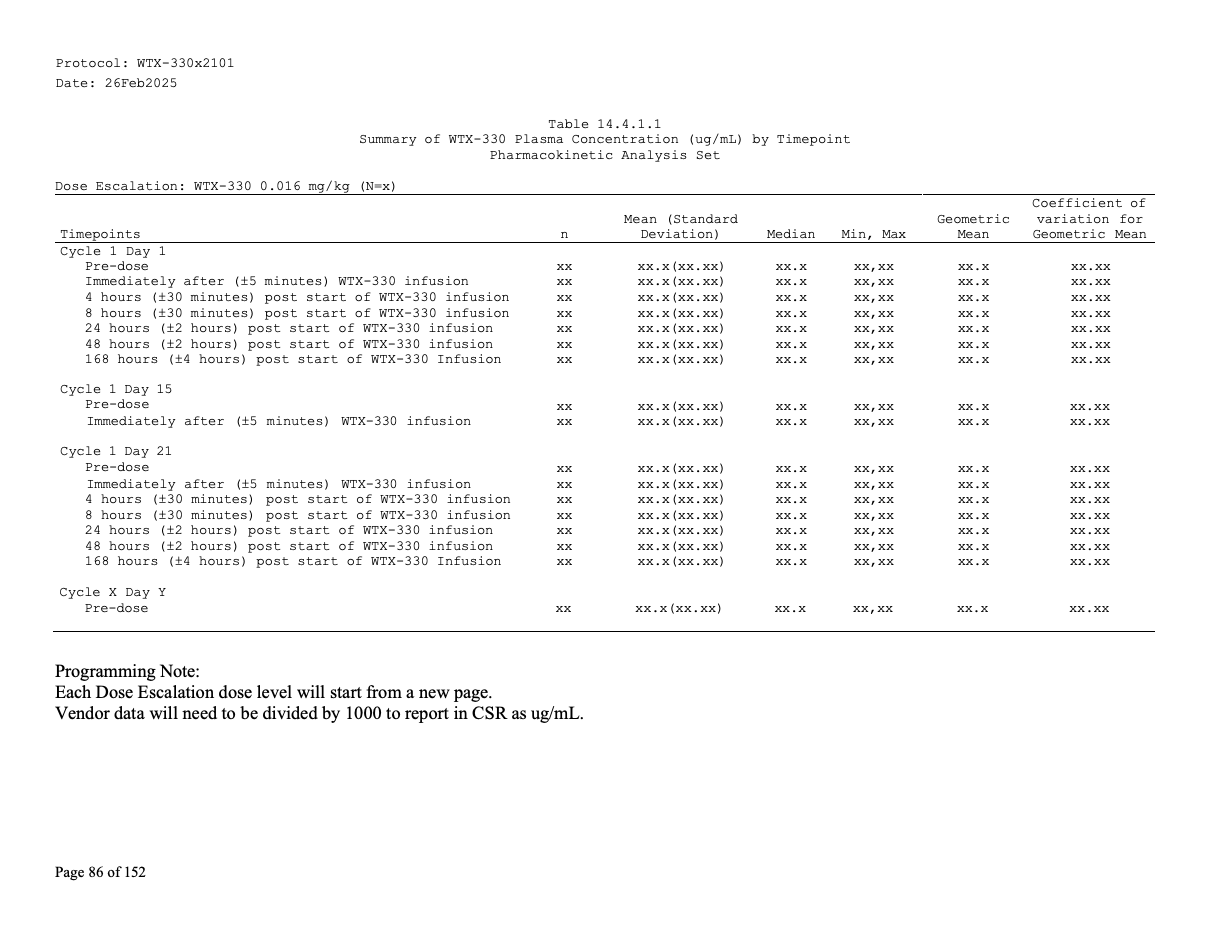 Protocol: WTX-330x2101
Date: 26Feb2025
Table 14.4.1.1
Summary of WTX-330 Plasma Concentration (ug/mL) by Timepoint
Pharmacokinetic Analysis Set
Dose Escalation: WTX-330 0.016 mg/kg (N=x)
Coefficient of
Mean (Standard Geometric variation for
Timepoints n Deviation) Median Min, Max Mean Geometric Mean
Cycle 1 Day 1
Pre-dose xx xx.x(xx.xx) xx.x xx,xx xx.x xx.xx
Immediately after (±5 minutes) WTX-330 infusion xx xx.x(xx.xx) xx.x xx,xx xx.x xx.xx
4 hours (±30 minutes) post start of WTX-330 infusion xx xx.x(xx.xx) xx.x xx,xx xx.x xx.xx
8 hours (±30 minutes) post start of WTX-330 infusion xx xx.x(xx.xx) xx.x xx,xx xx.x xx.xx
24 hours (±2 hours) post start of WTX-330 infusion xx xx.x(xx.xx) xx.x xx,xx xx.x xx.xx
48 hours (±2 hours) post start of WTX-330 infusion xx xx.x(xx.xx) xx.x xx,xx xx.x xx.xx
168 hours (±4 hours) post start of WTX-330 Infusion xx xx.x(xx.xx) xx.x xx,xx xx.x xx.xx
Cycle 1 Day 15
Pre-dose xx xx.x(xx.xx) xx.x xx,xx xx.x xx.xx
Immediately after (±5 minutes) WTX-330 infusion xx xx.x(xx.xx) xx.x xx,xx xx.x xx.xx
Cycle 1 Day 21
Pre-dose xx xx.x(xx.xx) xx.x xx,xx xx.x xx.xx
Immediately after (±5 minutes) WTX-330 infusion xx xx.x(xx.xx) xx.x xx,xx xx.x xx.xx
4 hours (±30 minutes) post start of WTX-330 infusion xx xx.x(xx.xx) xx.x xx,xx xx.x xx.xx
8 hours (±30 minutes) post start of WTX-330 infusion xx xx.x(xx.xx) xx.x xx,xx xx.x xx.xx
24 hours (±2 hours) post start of WTX-330 infusion xx xx.x(xx.xx) xx.x xx,xx xx.x xx.xx
48 hours (±2 hours) post start of WTX-330 infusion xx xx.x(xx.xx) xx.x xx,xx xx.x xx.xx
168 hours (±4 hours) post start of WTX-330 Infusion xx xx.x(xx.xx) xx.x xx,xx xx.x xx.xx
Cycle X Day Y
Pre-dose xx xx.x(xx.xx) xx.x xx,xx xx.x xx.xx
Programming Note:
Each Dose Escalation dose level will start from a new page.
Vendor data will need to be divided by 1000 to report in CSR as ug/mL.
Page 86 of 152